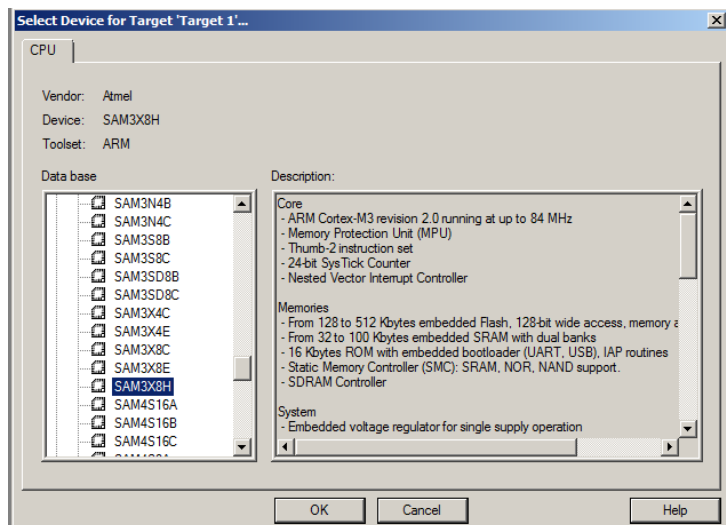 Select Device for Target 'Target 1'...
CPU
Vendor: Atmel
Device: SAM3X8H
Toolset: ARM
Data base
Description:
SAM3N4B
SAM3N4C
SAM3S8B
SAM3S8C
SAM3SD8B
SAM3SD8C
SAM3X4C
SAM3X4E
SAM3X8C
SAM3X8E
SAM3X8H
SAM4S16A
SAM4S16B
SAM4S16C
Core
- ARM Cortex-M3 revision 2.0 running at up to 84 MHz
- Memory Protection Unit (MPU)
- Thumb-2 instruction set
- 24-bit SysTick Counter
- Nested Vector Interrupt Controller
Memories
- From 128 to 512 Kbytes embedded Flash, 128-bit wide access, memory a
- From 32 to 100 Kbytes embedded SRAM with dual banks
- 16 Kbytes ROM with embedded bootloader (UART, USB), IAP routines
- Static Memory Controller (SMC): SRAM, NOR, NAND support.
- SDRAM Controller
System
- Embedded voltage regulator for single supply operation
OK
Cancel
Help